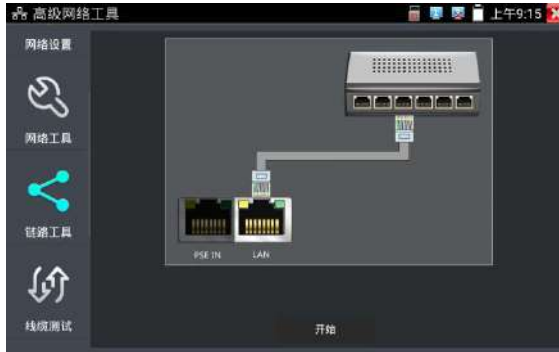 高级网络工具
上午9:15
网络设置
网络工具
链路工具
线缆测试
PSE IN
LAN
开始